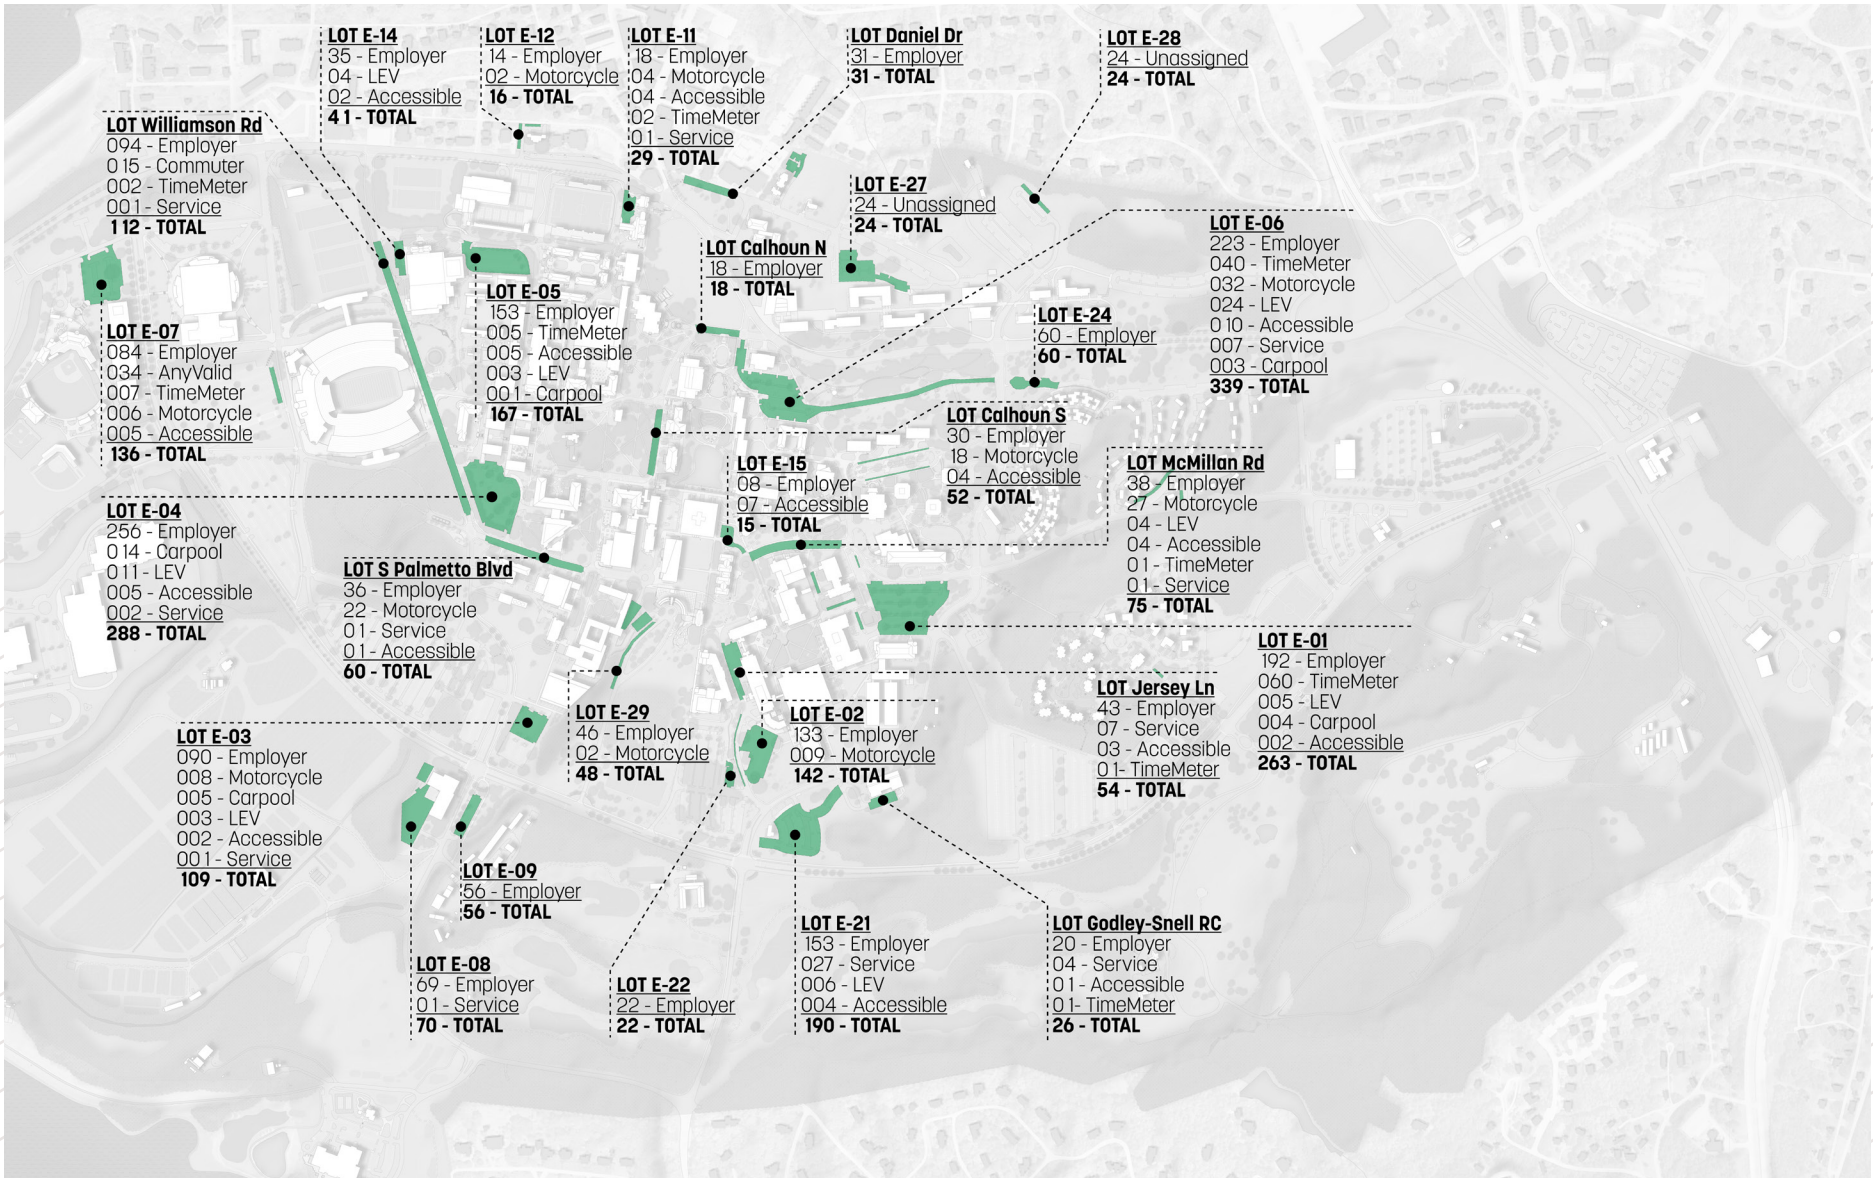 LOT E-14
35 - Employer
04 - LEV
02 - Accessible
41 - TOTAL
LOT E-12
14 - Employer
02 - Motorcycle
16 - TOTAL
LOT E-11
18 - Employer
04 - Motorcycle
04 - Accessible
02 - TimeMeter
01 - Service
29 - TOTAL
LOT Daniel Dr
31 - Employer
31 - TOTAL
LOT E-28
24 - Unassigned
24 - TOTAL
LOT Williamson Rd
094 - Employer
015 - Commuter
002 - TimeMeter
001 - Service
112 - TOTAL
LOT E-27
24 - Unassigned
24 - TOTAL
LOT E-06
223 - Employer
040 - TimeMeter
032 - Motorcycle
024 - LEV
010 - Accessible
007 - Service
003 - Carpool
339 - TOTAL
LOT Calhoun N
18 - Employer
18 - TOTAL
LOT E-05
153 - Employer
005 - TimeMeter
005 - Accessible
003 - LEV
001 - Carpool
167 - TOTAL
LOT E-24
60 - Employer
60 - TOTAL
LOT E-07
084 - Employer
034 - AnyValid
007 - TimeMeter
006 - Motorcycle
005 - Accessible
136 - TOTAL
LOT Calhoun S
30 - Employer
18 - Motorcycle
04 - Accessible
52 - TOTAL
LOT E-15
08 - Employer
07 - Accessible
15 - TOTAL
LOT McMillan Rd
38 - Employer
27 - Motorcycle
04 - LEV
04 - Accessible
01 - TimeMeter
01 - Service
75 - TOTAL
LOT E-04
256 - Employer
014 - Carpool
011 - LEV
005 - Accessible
002 - Service
288 - TOTAL
LOT S Palmetto Blvd
36 - Employer
22 - Motorcycle
01 - Service
01 - Accessible
60 - TOTAL
LOT E-01
192 - Employer
060 - TimeMeter
005 - LEV
004 - Carpool
002 - Accessible
263 - TOTAL
LOT Jersey Ln
43 - Employer
07 - Service
03 - Accessible
01 - TimeMeter
54 - TOTAL
LOT E-29
46 - Employer
02 - Motorcycle
48 - TOTAL
LOT E-02
133 - Employer
009 - Motorcycle
142 - TOTAL
LOT E-03
090 - Employer
008 - Motorcycle
005 - Carpool
003 - LEV
002 - Accessible
001 - Service
109 - TOTAL
LOT E-09
56 - Employer
56 - TOTAL
LOT E-08
69 - Employer
01 - Service
70 - TOTAL
LOT E-22
22 - Employer
22 - TOTAL
LOT E-21
153 - Employer
027 - Service
006 - LEV
004 - Accessible
190 - TOTAL
LOT Godley-Snell RC
20 - Employer
04 - Service
01 - Accessible
01 - TimeMeter
26 - TOTAL